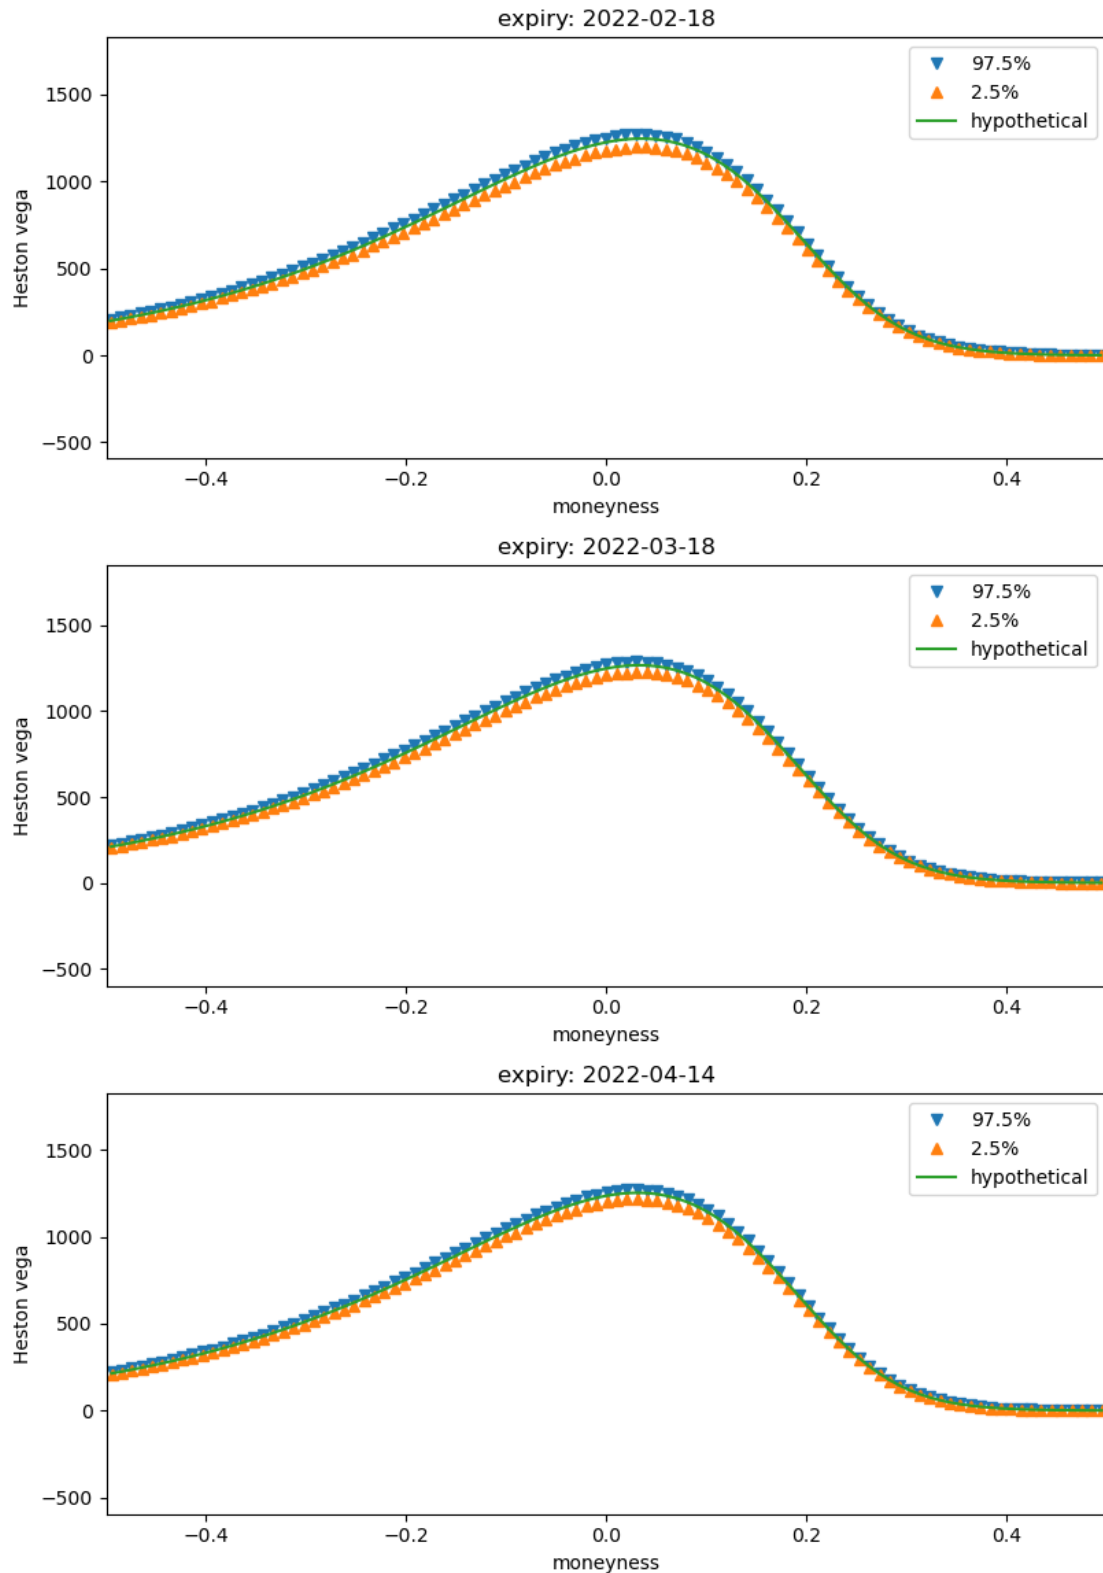 expiry: 2022-02-18
97.5%
2.5%
hypothetical
1500
1000
500
0
−500
Heston vega
−0.4 −0.2 0.0 0.2 0.4
moneyness
expiry: 2022-03-18
97.5%
2.5%
hypothetical
1500
1000
500
0
−500
Heston vega
−0.4 −0.2 0.0 0.2 0.4
moneyness
expiry: 2022-04-14
97.5%
2.5%
hypothetical
1500
1000
500
0
−500
Heston vega
−0.4 −0.2 0.0 0.2 0.4
moneyness